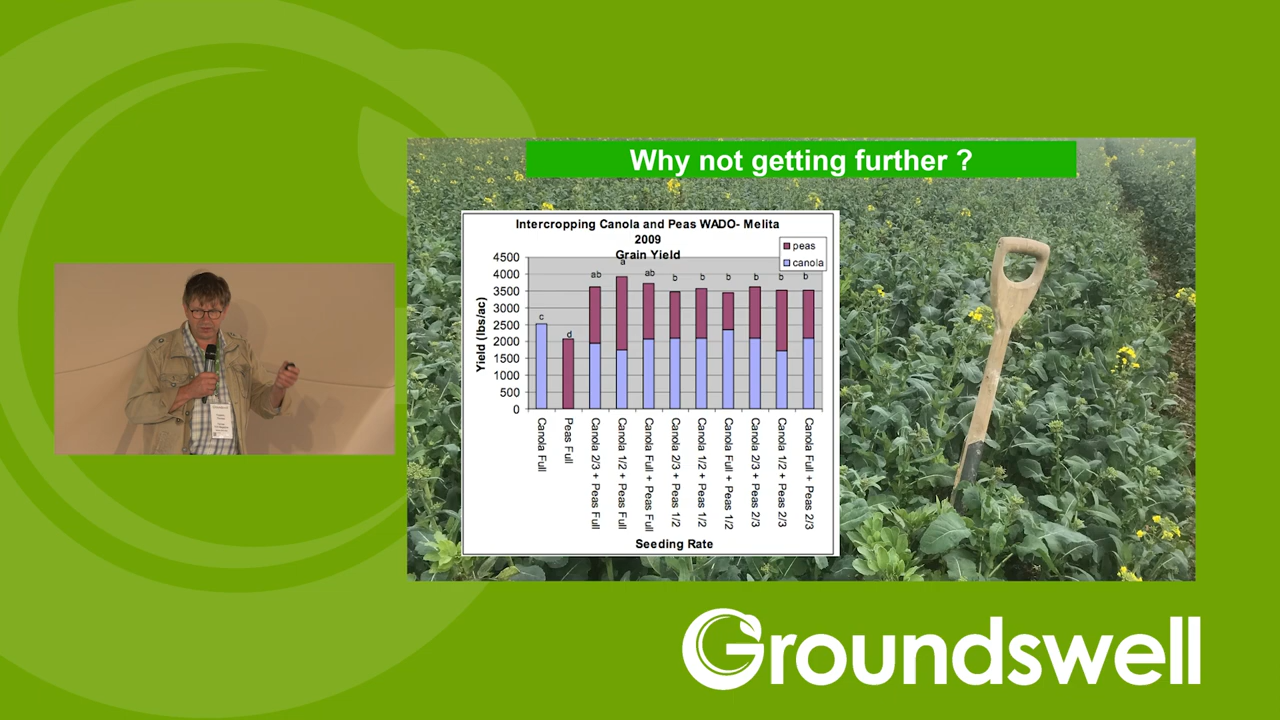 Why not getting further ?
Intercropping Canola and Peas WADO- Melita
2009
Grain Yield
peas
canola
Yield (lbs/ac)
4500
4000
3500
3000
2500
2000
1500
1000
500
0
c
d
ab
a
ab
b
b
b
b
b
b
Canola Full
Peas Full
Canola 2/3 + Peas Full
Canola 1/2 + Peas Full
Canola Full + Peas Full
Canola 2/3 + Peas 1/2
Canola 1/2 + Peas 1/2
Canola Full + Peas 1/2
Canola 2/3 + Peas 2/3
Canola 1/2 + Peas 2/3
Canola Full + Peas 2/3
Seeding Rate
Groundswell